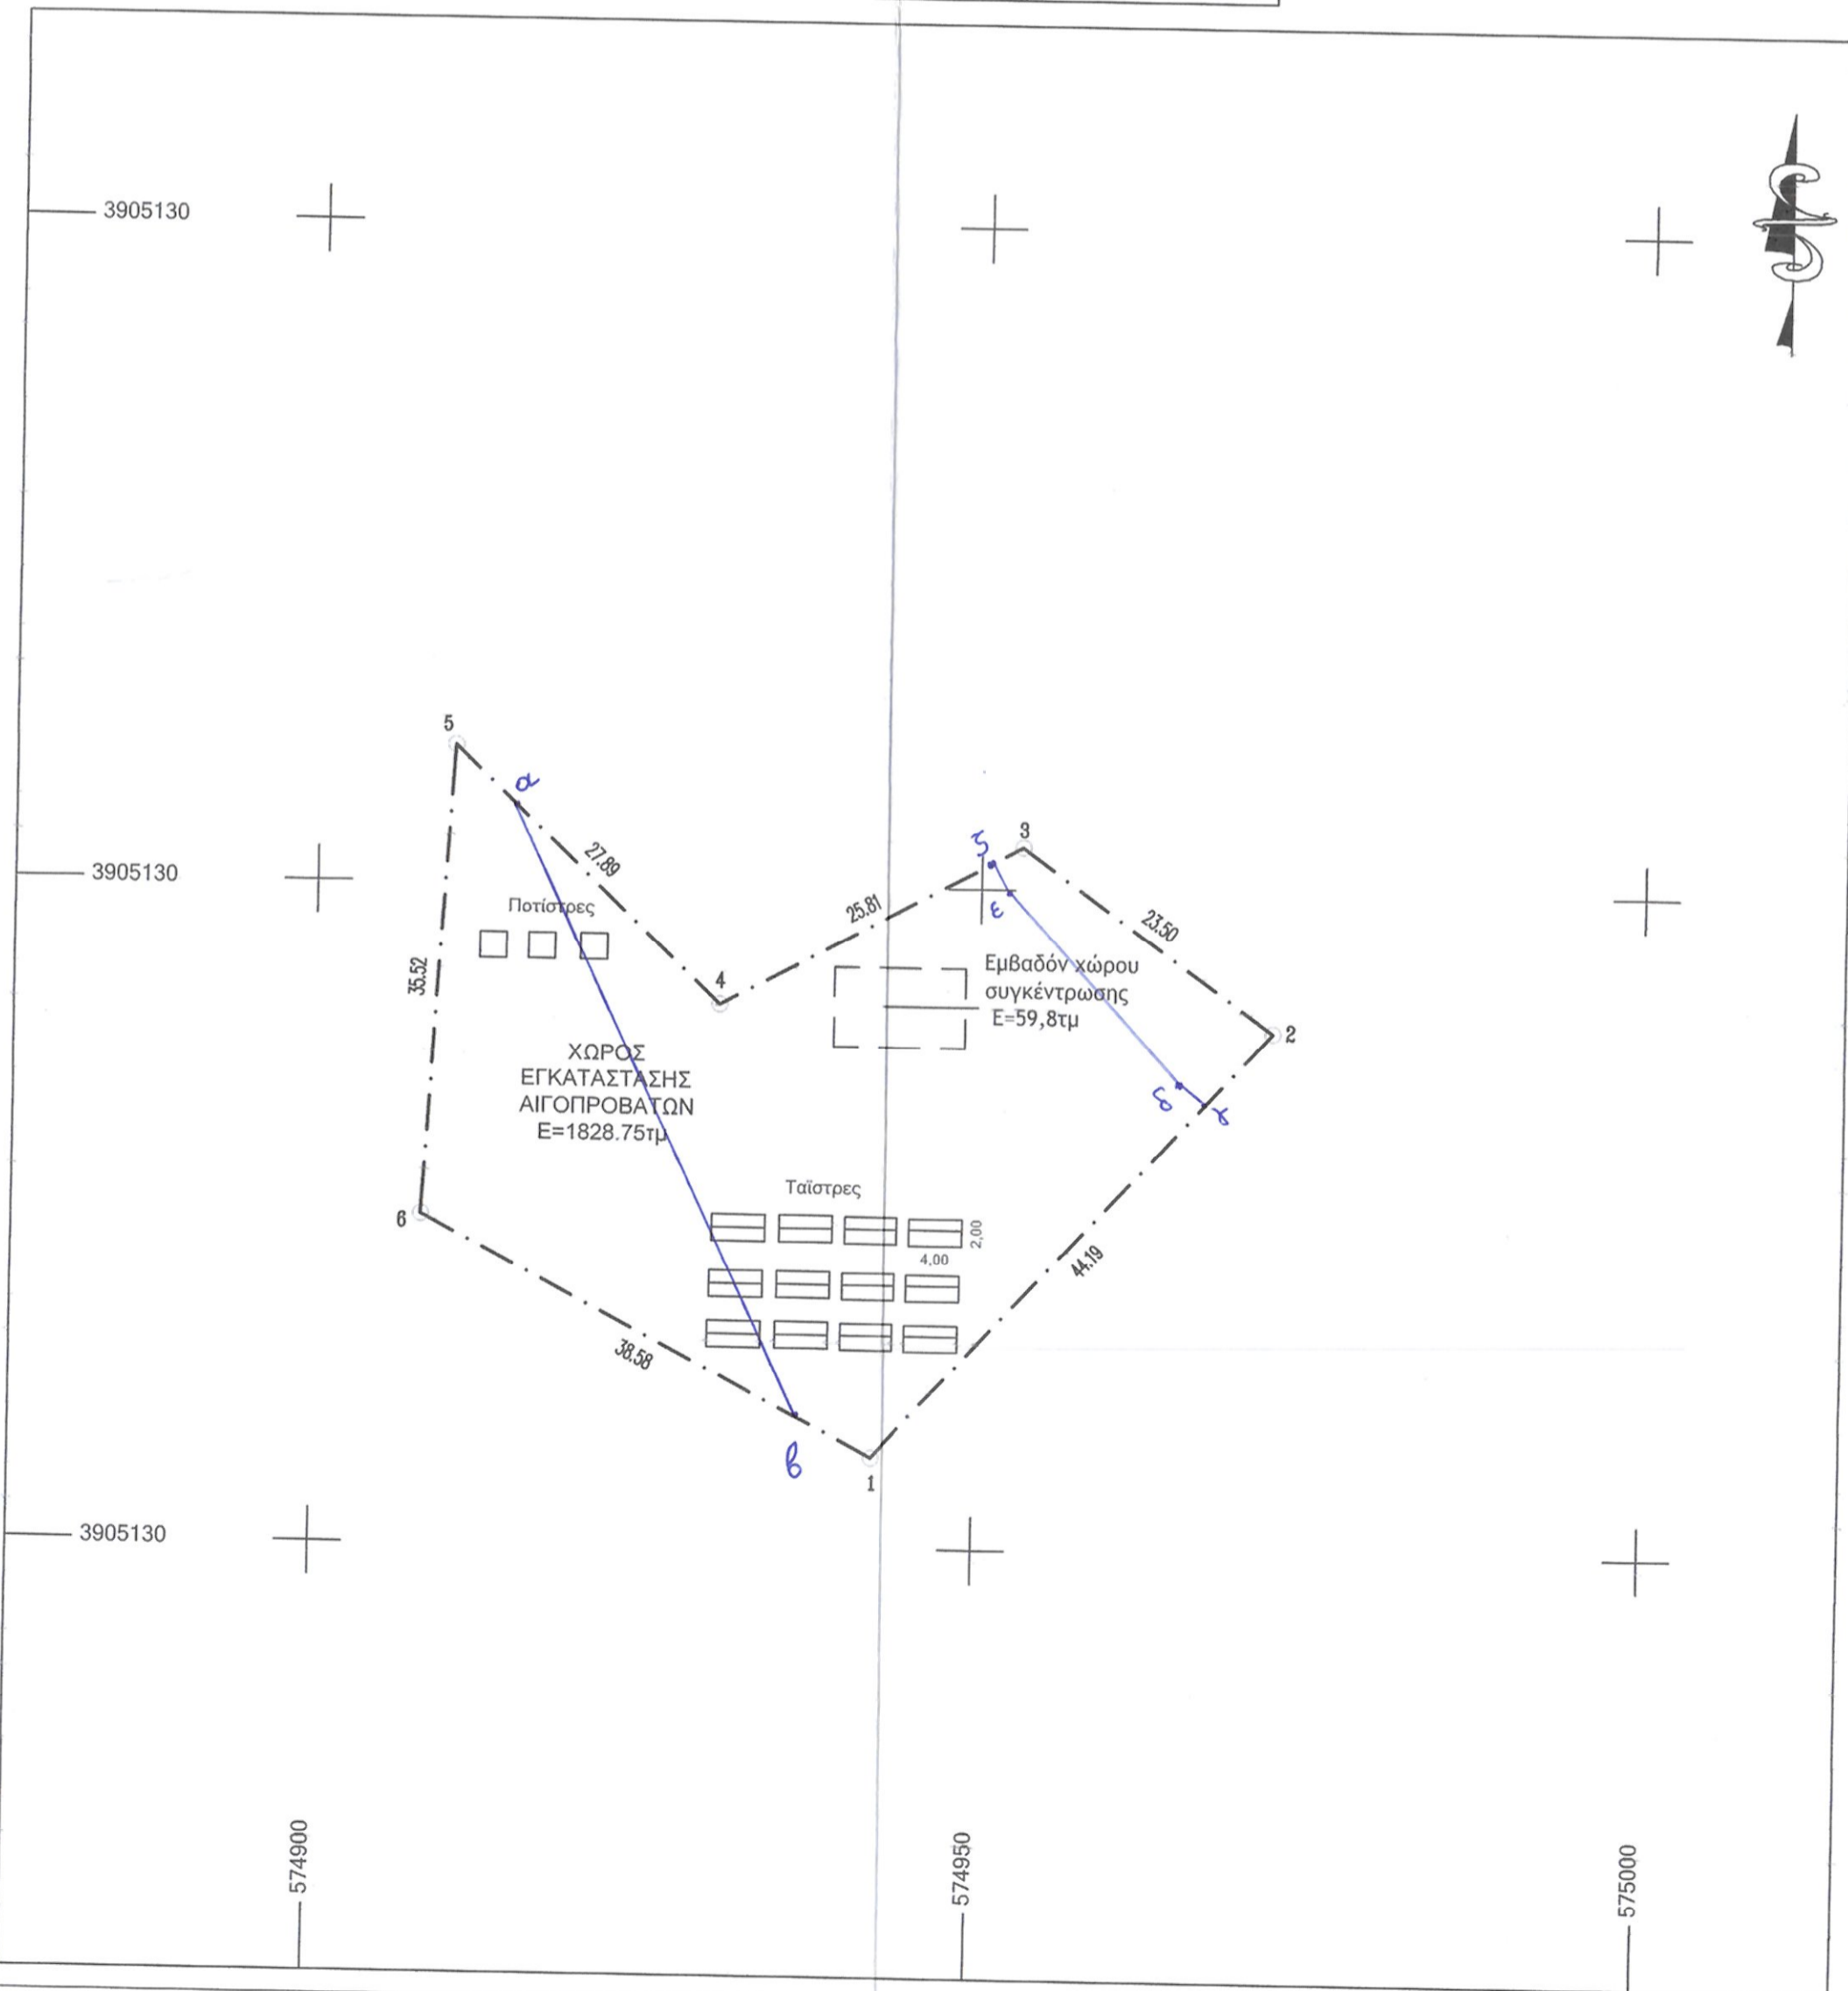 3905130
5
α
3905130
27.89
ζ
3
25.81
ε
23.50
Ποτίστρες
35.52
4
Εμβαδόν χώρου
συγκέντρωσης
Ε=59,8τμ
2
ΧΩΡΟΣ
ΕΓΚΑΤΑΣΤΑΣΗΣ
ΑΙΓΟΠΡΟΒΑΤΩΝ
Ε=1828.75τμ
δ
γ
Ταϊστρες
6
2,00
4,00
44.19
38.58
β
1
3905130
574900
574950
575000